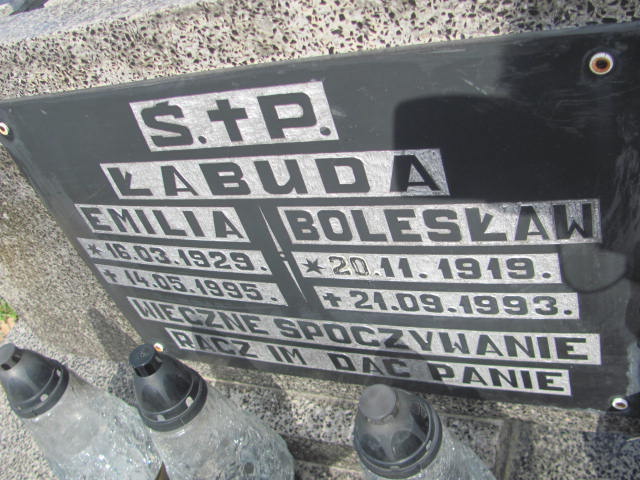 Ś.✝P.
ŁABUDA
EMILIA
*16.03.1929.
+14.05.1995.
BOLESŁAW
*20.11.1919.
+21.09.1993.
WIECZNE SPOCZYWANIE
RACZ IM DAĆ PANIE